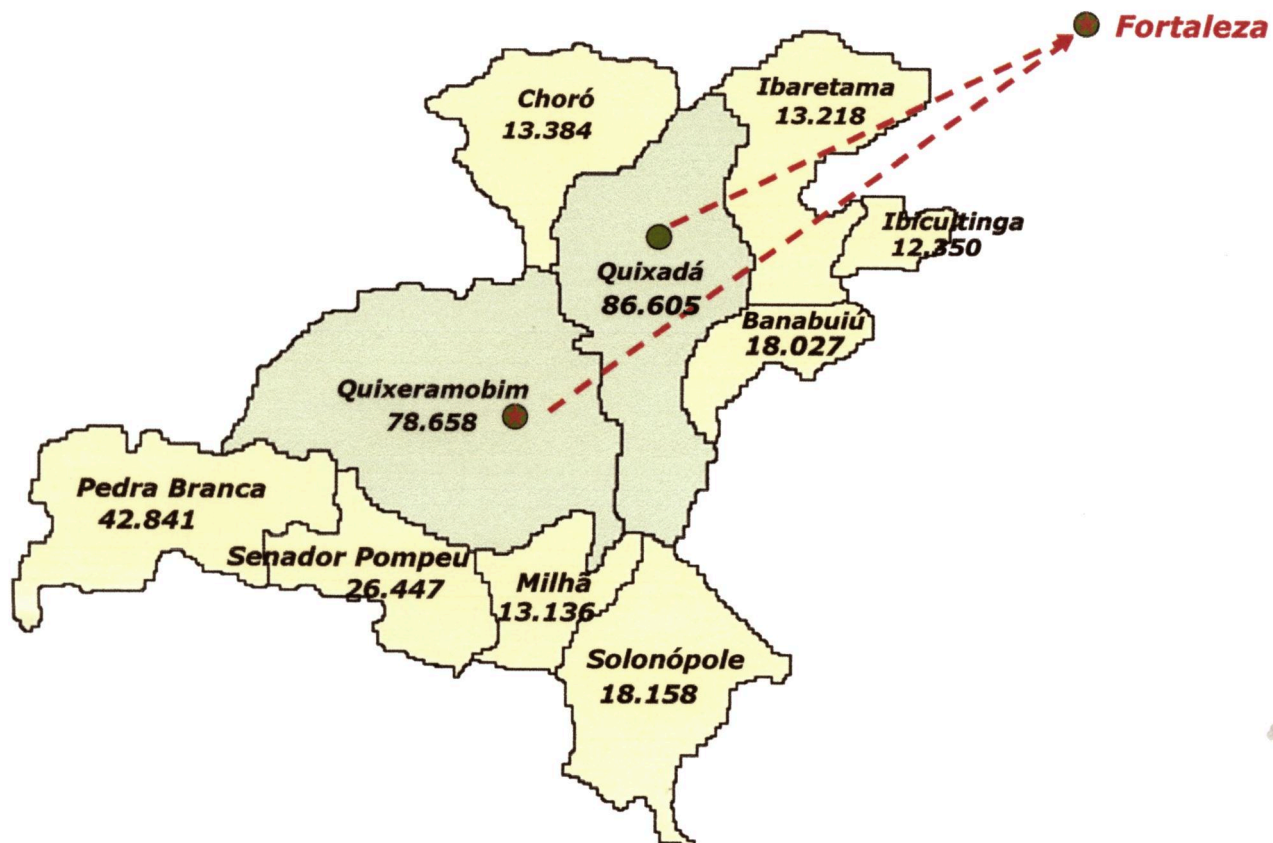 Fortaleza
Choró
13.384
Ibaretama
13.218
Ibicuitinga
12.350
Quixadá
86.605
Banabuiú
18.027
Quixeramobim
78.658
Pedra Branca
42.841
Senador Pompeu
26.447
Milhã
13.136
Solonópole
18.158